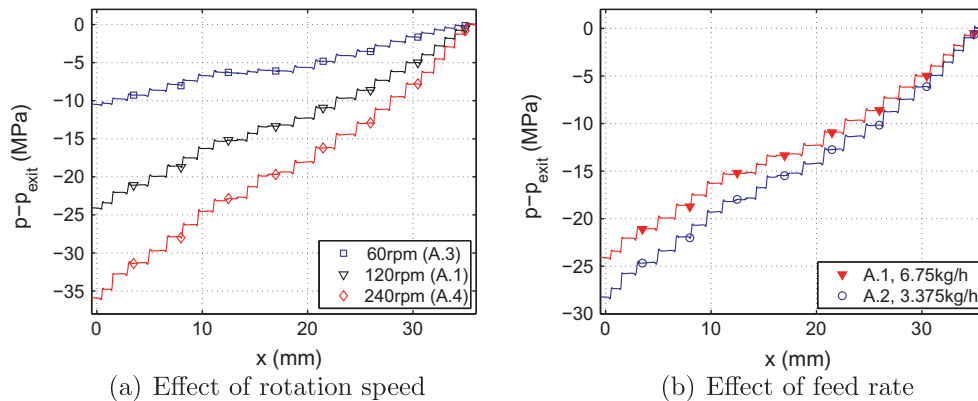 0
−5
−10
−15
−20
−25
−30
−35
p−p_exit (MPa)
60rpm (A.3)
120rpm (A.1)
240rpm (A.4)
0 10 20 30
x (mm)
(a) Effect of rotation speed
0
−5
−10
−15
−20
−25
−30
p−p_exit (MPa)
A.1, 6.75kg/h
A.2, 3.375kg/h
0 10 20 30
x (mm)
(b) Effect of feed rate